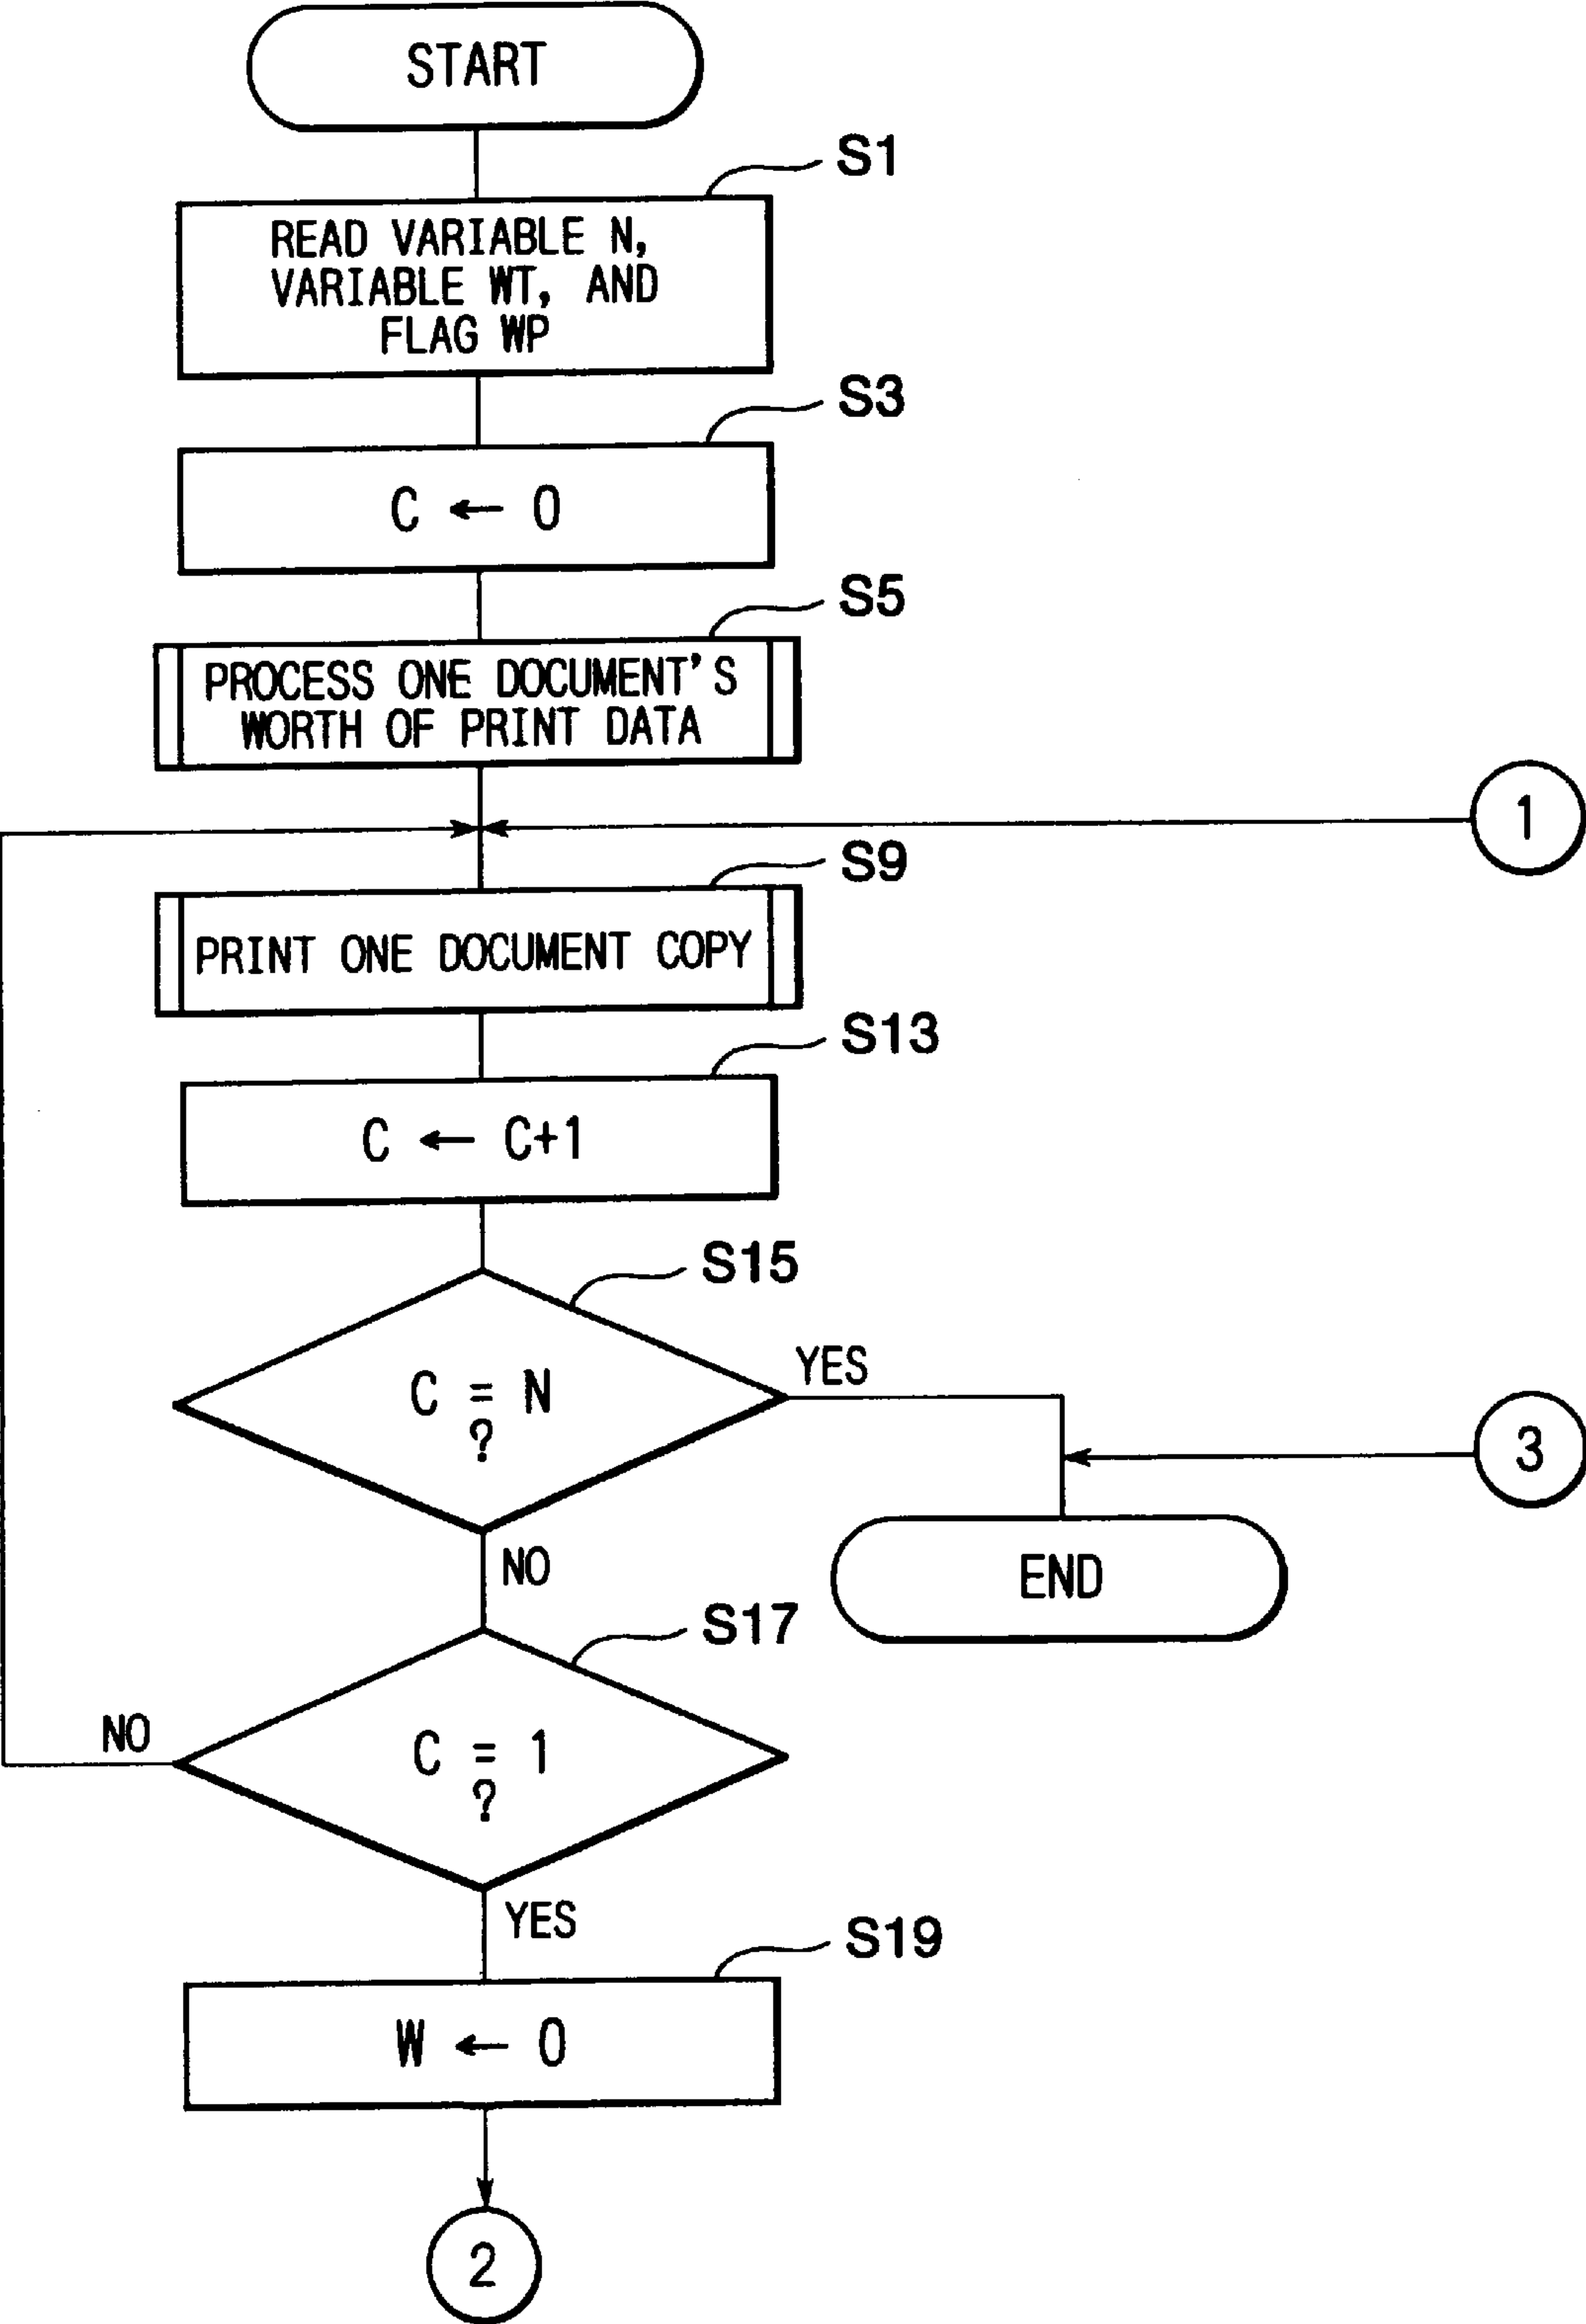 START
S1
READ VARIABLE N,
VARIABLE WT, AND
FLAG WP
S3
C ← 0
S5
PROCESS ONE DOCUMENT'S
WORTH OF PRINT DATA
1
S9
PRINT ONE DOCUMENT COPY
S13
C ← C+1
S15
YES
C = N
?
3
NO
END
S17
NO
C = 1
?
YES
S19
W ← 0
2